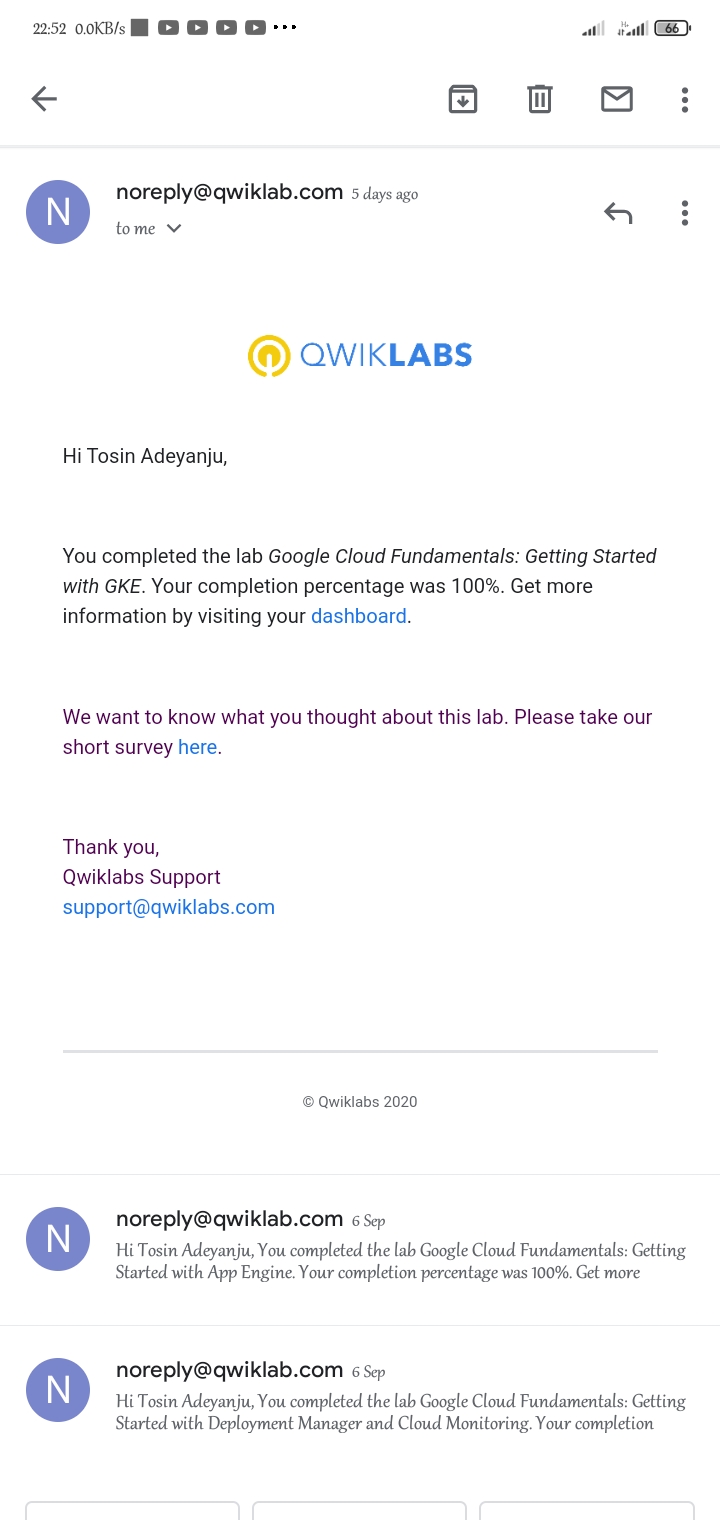 22:52 0.0KB/s H+ 66
N
noreply@qwiklab.com 5 days ago
to me
QWIKLABS
Hi Tosin Adeyanju,
You completed the lab Google Cloud Fundamentals: Getting Started
with GKE. Your completion percentage was 100%. Get more
information by visiting your dashboard.
We want to know what you thought about this lab. Please take our
short survey here.
Thank you,
Qwiklabs Support
support@qwiklabs.com
© Qwiklabs 2020
N
noreply@qwiklab.com 6 Sep
Hi Tosin Adeyanju, You completed the lab Google Cloud Fundamentals: Getting
Started with App Engine. Your completion percentage was 100%. Get more
N
noreply@qwiklab.com 6 Sep
Hi Tosin Adeyanju, You completed the lab Google Cloud Fundamentals: Getting
Started with Deployment Manager and Cloud Monitoring. Your completion